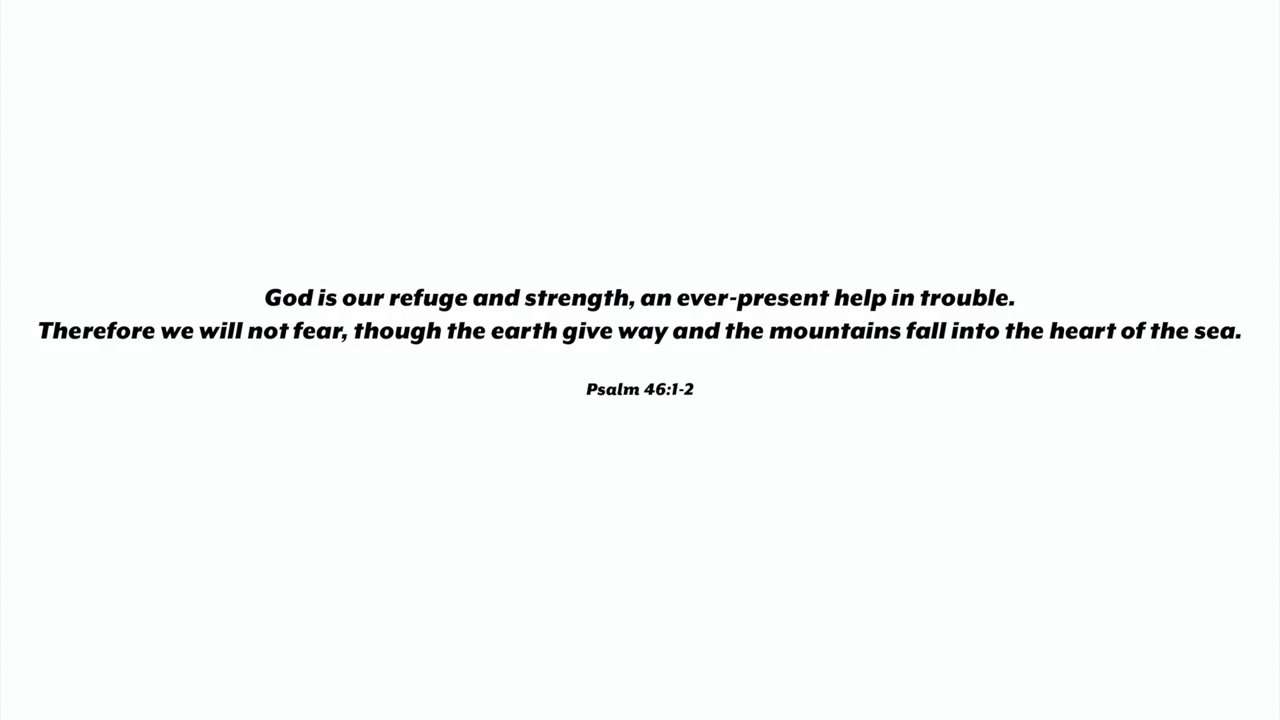 God is our refuge and strength, an ever-present help in trouble.
Therefore we will not fear, though the earth give way and the mountains fall into the heart of the sea.
Psalm 46:1-2